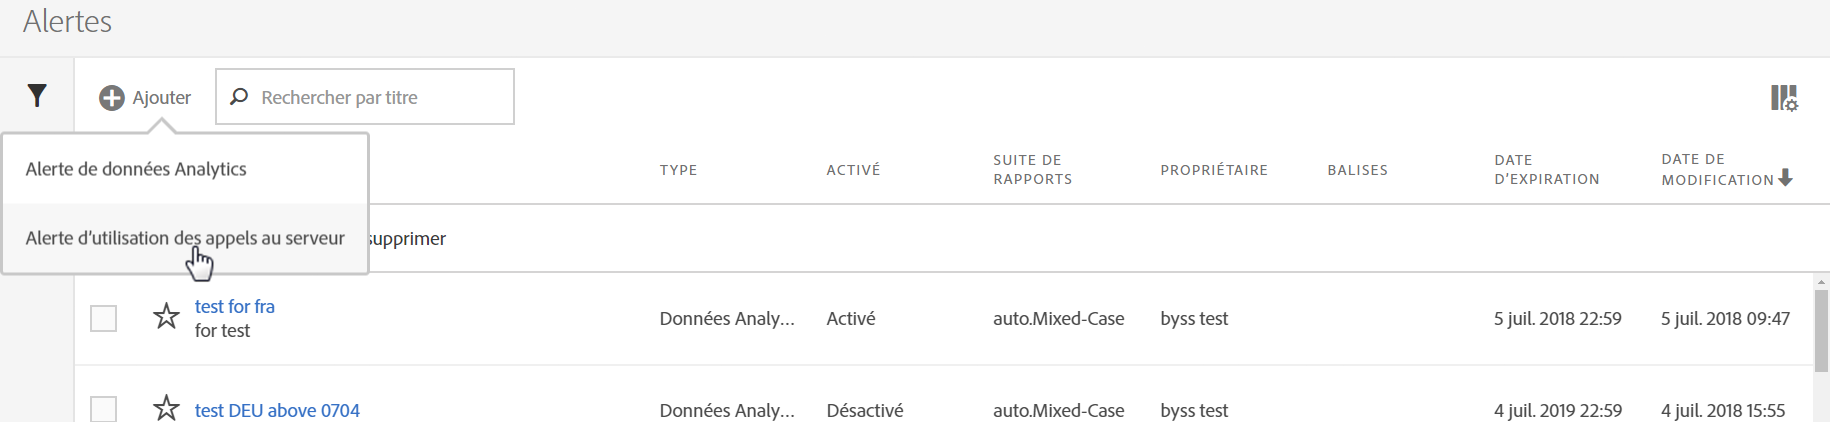 Alertes
Ajouter
Rechercher par titre
Alerte de données Analytics
Alerte d’utilisation des appels au serveur
TYPE
ACTIVÉ
SUITE DE
RAPPORTS
PROPRIÉTAIRE
BALISES
DATE
D’EXPIRATION
DATE DE
MODIFICATION
supprimer
test for fra
for test
Données Analy...
Activé
auto.Mixed-Case
byss test
5 juil. 2018 22:59
5 juil. 2018 09:47
test DEU above 0704
Données Analy...
Désactivé
auto.Mixed-Case
byss test
4 juil. 2019 22:59
4 juil. 2018 15:55